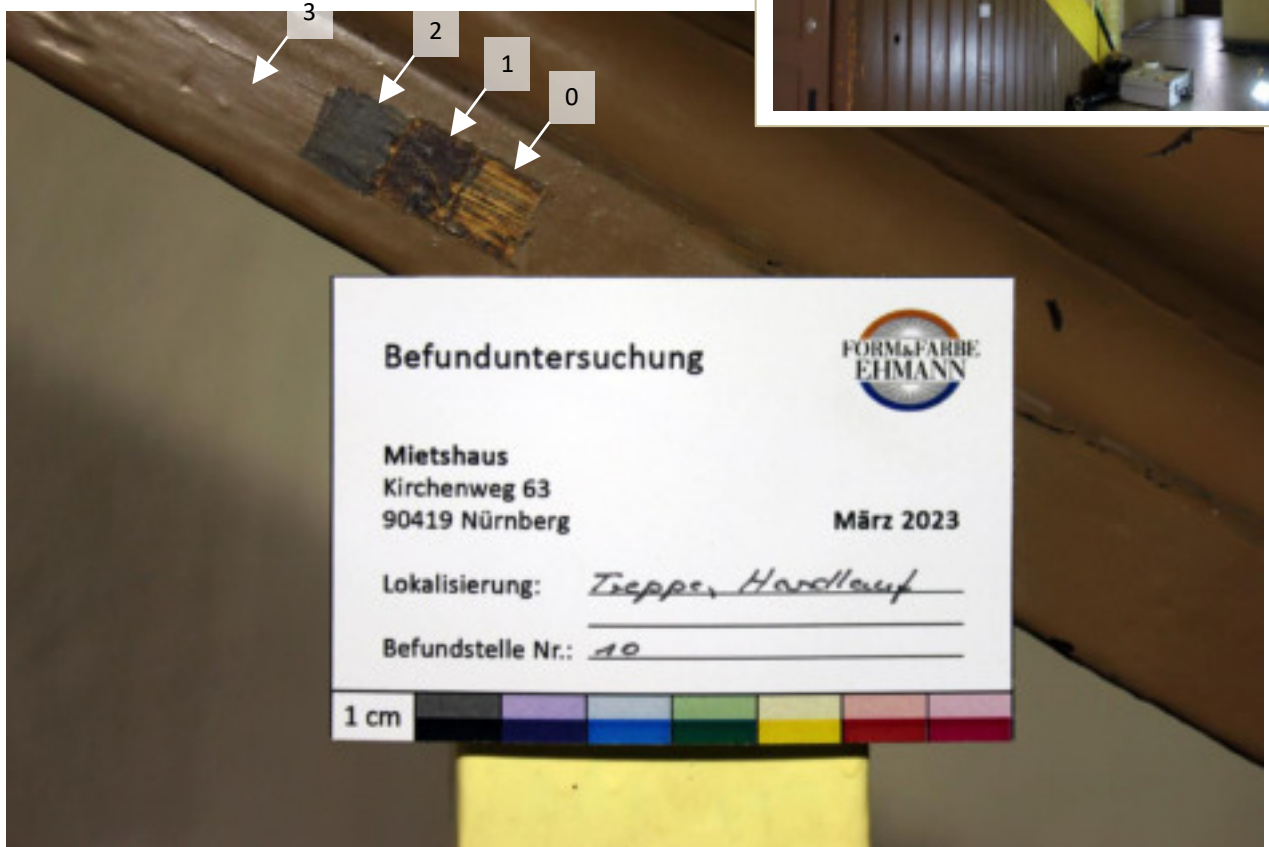 3
2
1
0
Befunduntersuchung
FORM&FARBE
EHMANN
Mietshaus
Kirchenweg 63
90419 Nürnberg
März 2023
Lokalisierung: Treppe, Handlauf
Befundstelle Nr.: 10
1 cm